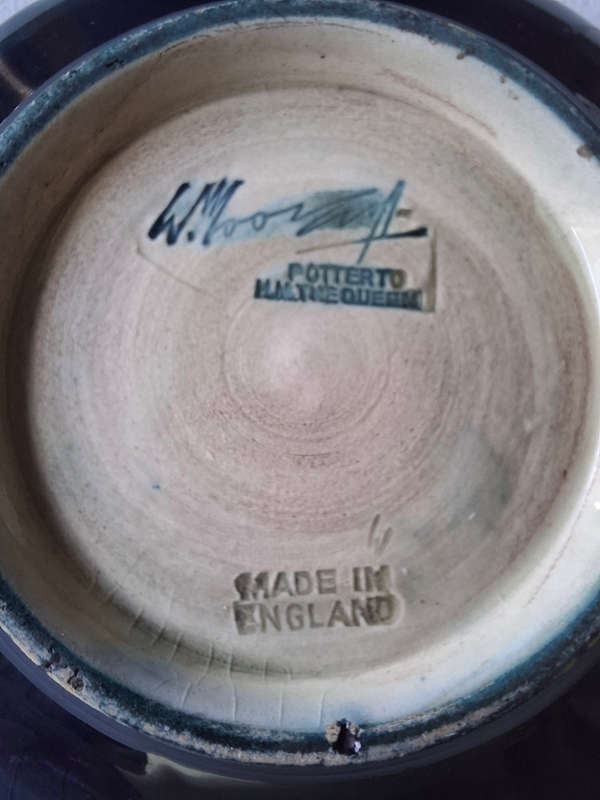 W. Moorcroft
POTTER TO
H.M. THE QUEEN
MADE IN
ENGLAND